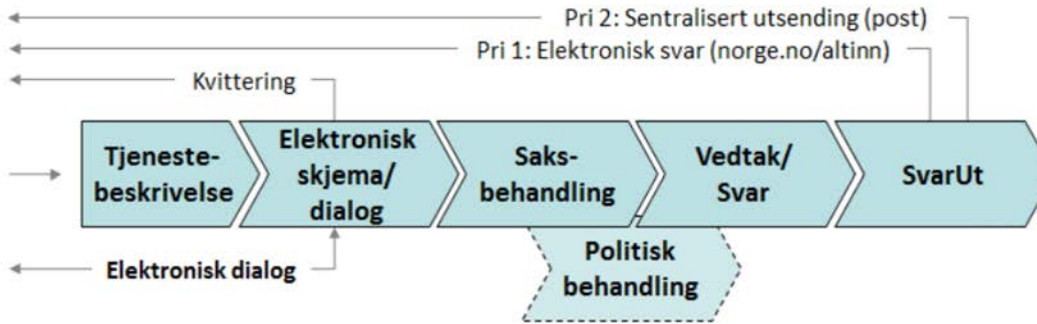 Pri 2: Sentralisert utsending (post)
Pri 1: Elektronisk svar (norge.no/altinn)
Kvittering
Tjeneste-
beskrivelse
Elektronisk
skjema/
dialog
Saks-
behandling
Vedtak/
Svar
SvarUt
Politisk
behandling
Elektronisk dialog